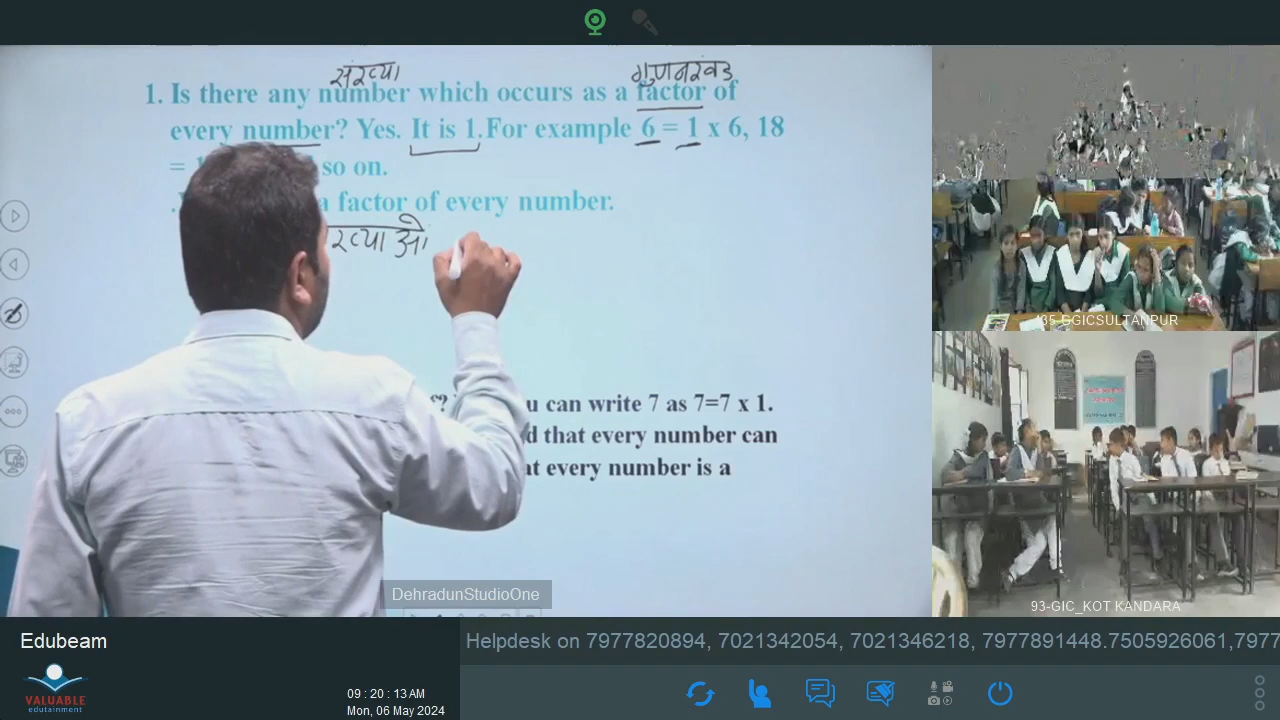 संख्या
गुणनखंड
1. Is there any number which occurs as a factor of
every number? Yes. It is 1.For example 6 = 1 x 6, 18
= 1 so on.
a factor of every number.
ख्याओ
u can write 7 as 7=7 x 1.
d that every number can
at every number is a
DehradunStudioOne
435-GGICSULTANPUR
93-GIC_KOT KANDARA
Edubeam
VALUABLE
edutainment
09 : 20 : 13 AM
Mon, 06 May 2024
Helpdesk on 7977820894, 7021342054, 7021346218, 7977891448.7505926061,7977